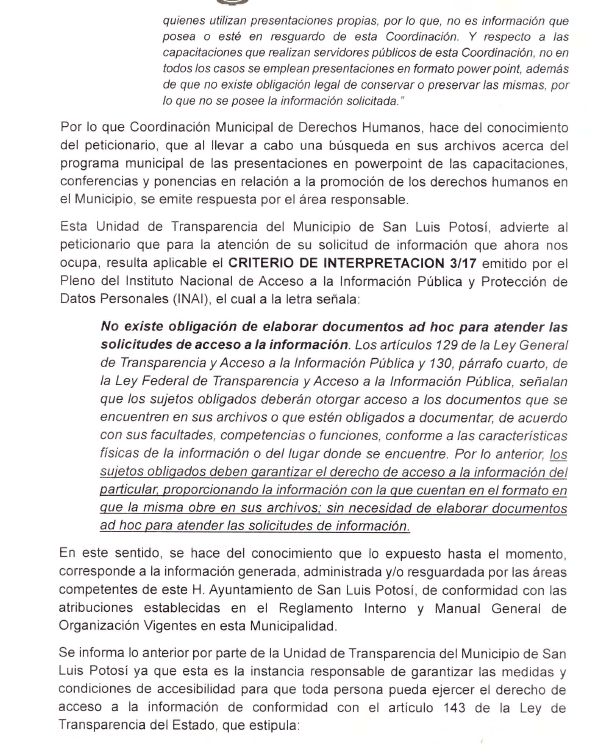 quienes utilizan presentaciones propias, por lo que, no es información que
posea o esté en resguardo de esta Coordinación. Y respecto a las
capacitaciones que realizan servidores públicos de esta Coordinación, no en
todos los casos se emplean presentaciones en formato power point, además
de que no existe obligación legal de conservar o preservar las mismas, por
lo que no se posee la información solicitada."
Por lo que Coordinación Municipal de Derechos Humanos, hace del conocimiento
del peticionario, que al llevar a cabo una búsqueda en sus archivos acerca del
programa municipal de las presentaciones en powerpoint de las capacitaciones,
conferencias y ponencias en relación a la promoción de los derechos humanos en
el Municipio, se emite respuesta por el área responsable.
Esta Unidad de Transparencia del Municipio de San Luis Potosí, advierte al
peticionario que para la atención de su solicitud de información que ahora nos
ocupa, resulta aplicable el CRITERIO DE INTERPRETACION 3/17 emitido por el
Pleno del Instituto Nacional de Acceso a la Información Pública y Protección de
Datos Personales (INAI), el cual a la letra señala:
No existe obligación de elaborar documentos ad hoc para atender las
solicitudes de acceso a la información. Los artículos 129 de la Ley General
de Transparencia y Acceso a la Información Pública y 130, párrafo cuarto, de
la Ley Federal de Transparencia y Acceso a la Información Pública, señalan
que los sujetos obligados deberán otorgar acceso a los documentos que se
encuentren en sus archivos o que estén obligados a documentar, de acuerdo
con sus facultades, competencias o funciones, conforme a las características
físicas de la información o del lugar donde se encuentre. Por lo anterior, los
sujetos obligados deben garantizar el derecho de acceso a la información del
particular, proporcionando la información con la que cuentan en el formato en
que la misma obre en sus archivos; sin necesidad de elaborar documentos
ad hoc para atender las solicitudes de información.
En este sentido, se hace del conocimiento que lo expuesto hasta el momento,
corresponde a la información generada, administrada y/o resguardada por las áreas
competentes de este H. Ayuntamiento de San Luis Potosí, de conformidad con las
atribuciones establecidas en el Reglamento Interno y Manual General de
Organización Vigentes en esta Municipalidad.
Se informa lo anterior por parte de la Unidad de Transparencia del Municipio de San
Luis Potosí ya que esta es la instancia responsable de garantizar las medidas y
condiciones de accesibilidad para que toda persona pueda ejercer el derecho de
acceso a la información de conformidad con el artículo 143 de la Ley de
Transparencia del Estado, que estipula: